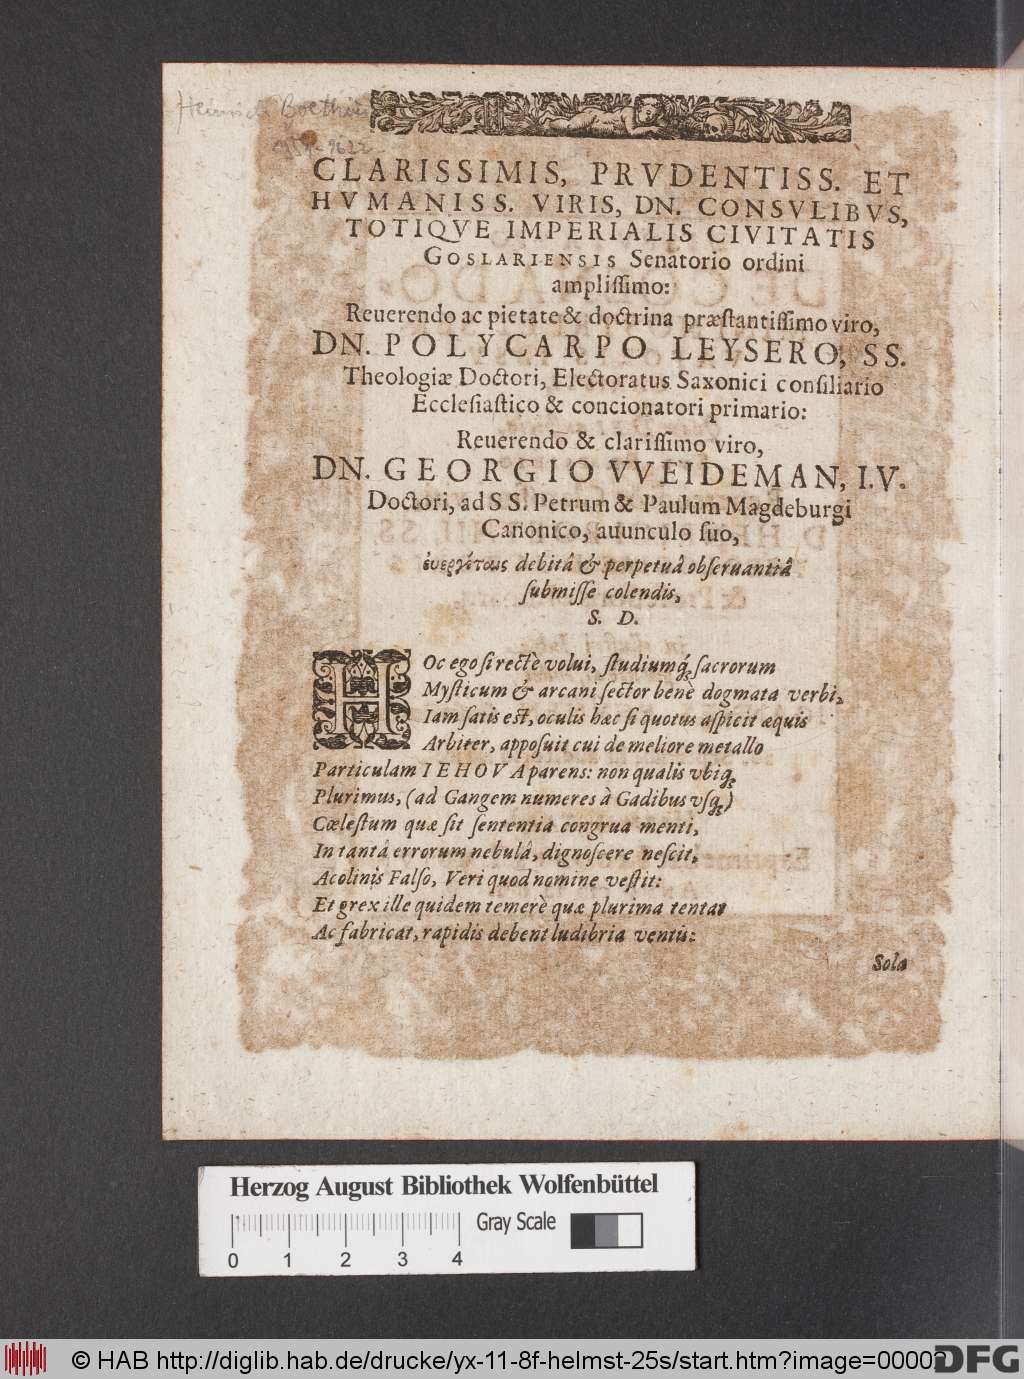 Boethius
CLARISSIMIS, PRVDENTISS. ET
HVMANISS. VIRIS, DN. CONSVLIBVS,
TOTIQVE IMPERIALIS CIVITATIS
GOSLARIENSIS Senatorio ordini
ampliſſimo:
Reuerendo ac pietate & doctrina præſtantiſſimo viro,
DN. POLYCARPO LEYSERO, SS.
Theologiæ Doctori, Electoratus Saxonici conſiliario
Eccleſiaſtico & concionatori primario:
Reuerendo & clariſſimo viro,
DN. GEORGIO VVEIDEMAN, I.V.
Doctori, ad SS. Petrum & Paulum Magdeburgi
Canonico, auunculo ſuo,
debitâ & perpetuâ obſeruantiâ
ſubmiſſe colendis,
S. D.
HOc ego ſi rectè volui, ſtudiumq́ꝫ ſacrorum
Myſticum & arcani ſector benè dogmata verbi,
Iam ſatis eſt, oculis hæc ſi quotus aſpicit æquis
Arbiter, appoſuit cui de meliore metallo
Particulam IEHOVA parens: non qualis vbiq́ꝫ
Plurimus, (ad Gangem numeres à Gadibus vſq́ꝫ)
Cœleſtum quæ ſit ſententia congrua menti,
In tantâ errorum nebulâ, dignoſcere neſcit,
Acolinis Falſo, Veri quod nomine veſtit:
Et grex ille quidem temerè quæ plurima tentat
Ac fabricat, rapidis debent ludibria ventis:
Sola
Herzog August Bibliothek Wolfenbüttel
Gray Scale
0 1 2 3 4
© HAB http://diglib.hab.de/drucke/yx-11-8f-helmst-25s/start.htm?image=00002
DFG